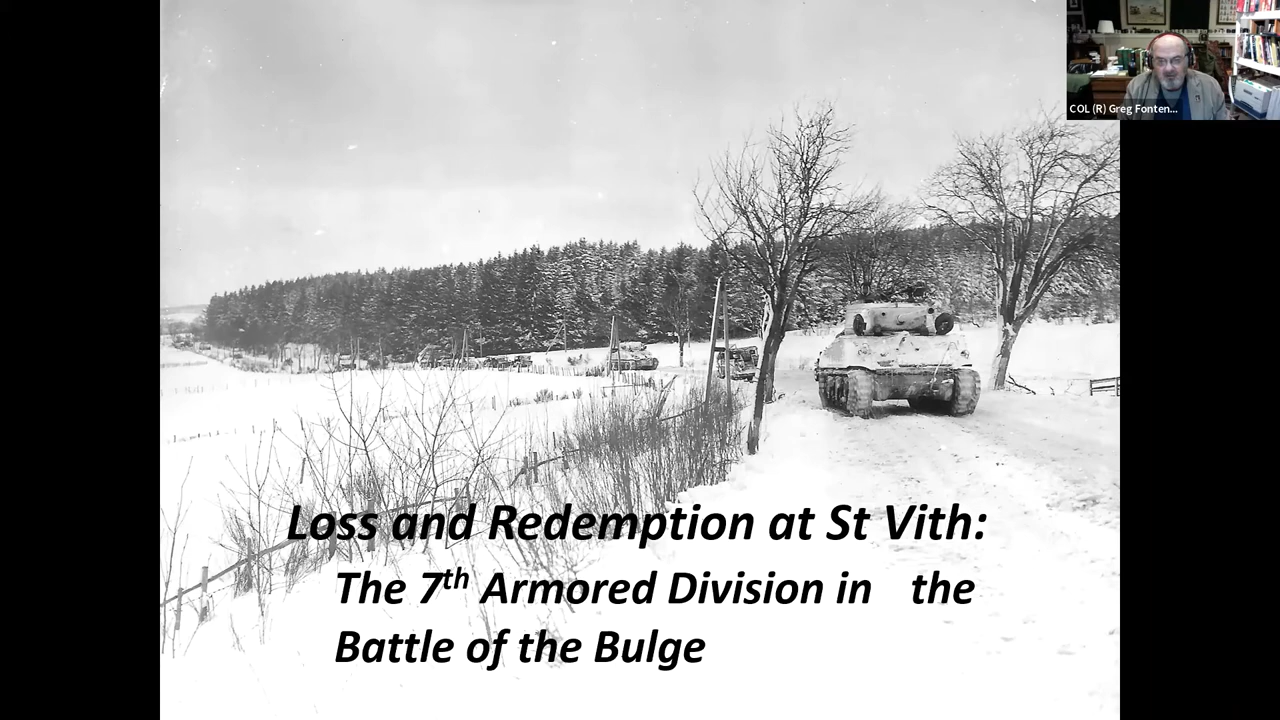 COL (R) Greg Fonten...
Loss and Redemption at St Vith:
The 7th Armored Division in the
Battle of the Bulge